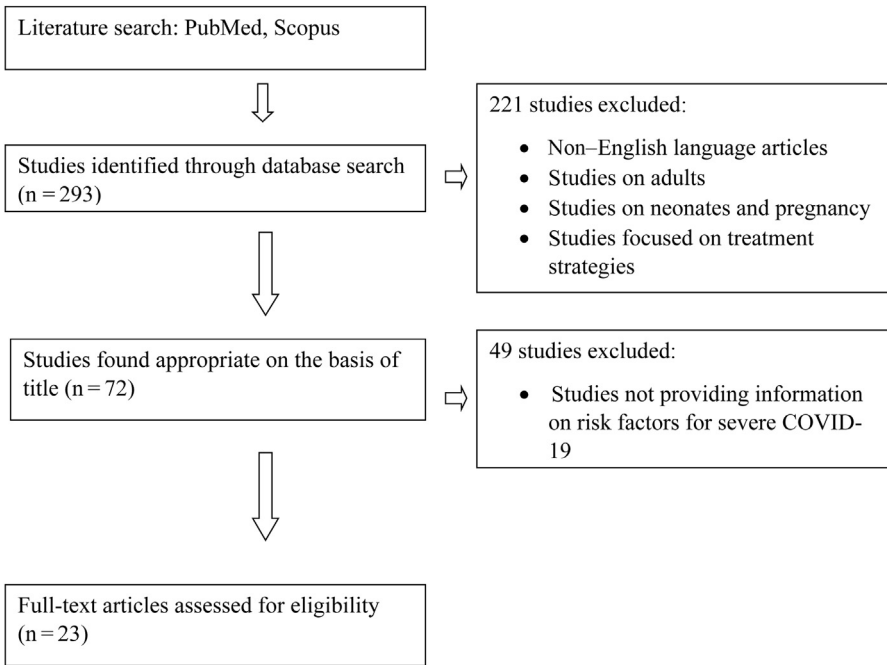 Literature search: PubMed, Scopus
221 studies excluded:
• Non–English language articles
• Studies on adults
• Studies on neonates and pregnancy
• Studies focused on treatment
strategies
Studies identified through database search
(n = 293)
Studies found appropriate on the basis of
title (n = 72)
49 studies excluded:
• Studies not providing information
on risk factors for severe COVID-
19
Full-text articles assessed for eligibility
(n = 23)